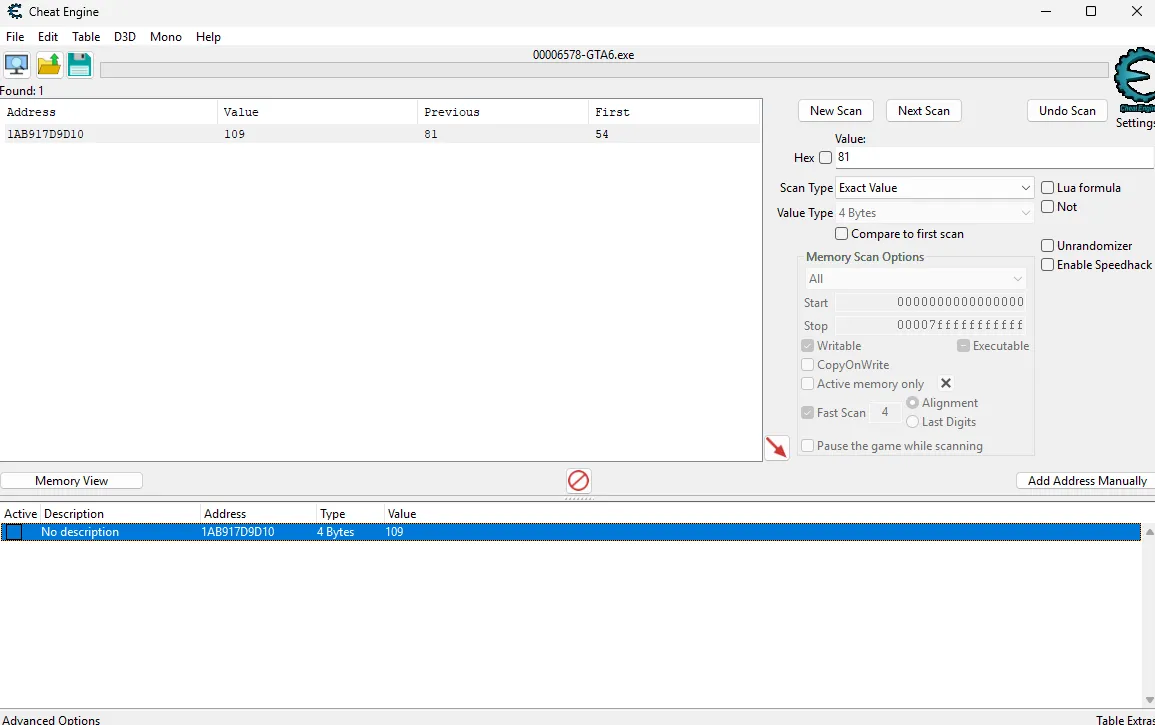 Cheat Engine
File Edit Table D3D Mono Help
00006578-GTA6.exe
Found: 1
Cheat Engine
Settings
Address Value Previous First
1AB917D9D10 109 81 54
New Scan Next Scan Undo Scan
Value:
Hex 81
Scan Type Exact Value
Lua formula
Value Type 4 Bytes
Not
Compare to first scan
Unrandomizer
Memory Scan Options
Enable Speedhack
All
Start 0000000000000000
Stop 00007fffffffffff
Writable Executable
CopyOnWrite
Active memory only
Fast Scan 4 Alignment
Last Digits
Pause the game while scanning
Memory View
Add Address Manually
Active Description Address Type Value
No description 1AB917D9D10 4 Bytes 109
Advanced Options
Table Extras